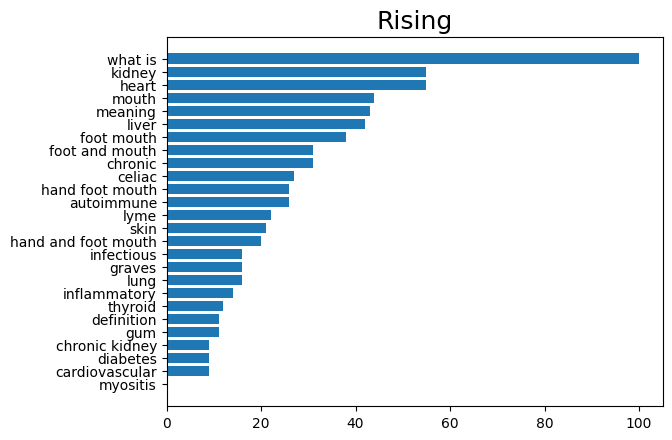 Rising
what is
kidney
heart
mouth
meaning
liver
foot mouth
foot and mouth
chronic
celiac
hand foot mouth
autoimmune
lyme
skin
hand and foot mouth
infectious
graves
lung
inflammatory
thyroid
definition
gum
chronic kidney
diabetes
cardiovascular
myositis
0 20 40 60 80 100